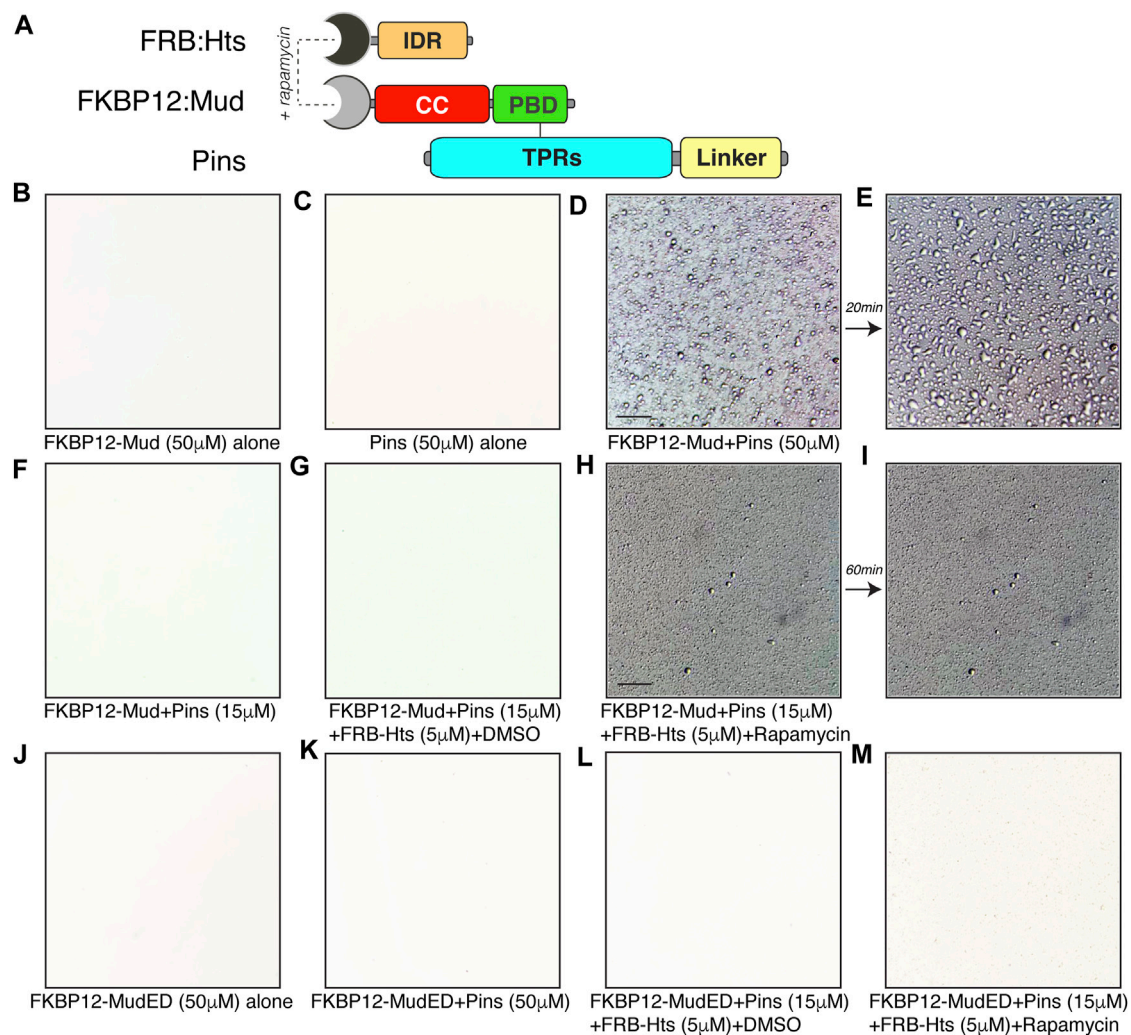 A
FRB:Hts
+ rapamycin
IDR
FKBP12:Mud
CC
PBD
Pins
TPRs
Linker
B
C
D
E
20min
FKBP12-Mud (50μM) alone
Pins (50μM) alone
FKBP12-Mud+Pins (50μM)
F
G
H
I
60min
FKBP12-Mud+Pins (15μM)
FKBP12-Mud+Pins (15μM)
+FRB-Hts (5μM)+DMSO
FKBP12-Mud+Pins (15μM)
+FRB-Hts (5μM)+Rapamycin
J
K
L
M
FKBP12-MudED (50μM) alone
FKBP12-MudED+Pins (50μM)
FKBP12-MudED+Pins (15μM)
+FRB-Hts (5μM)+DMSO
FKBP12-MudED+Pins (15μM)
+FRB-Hts (5μM)+Rapamycin